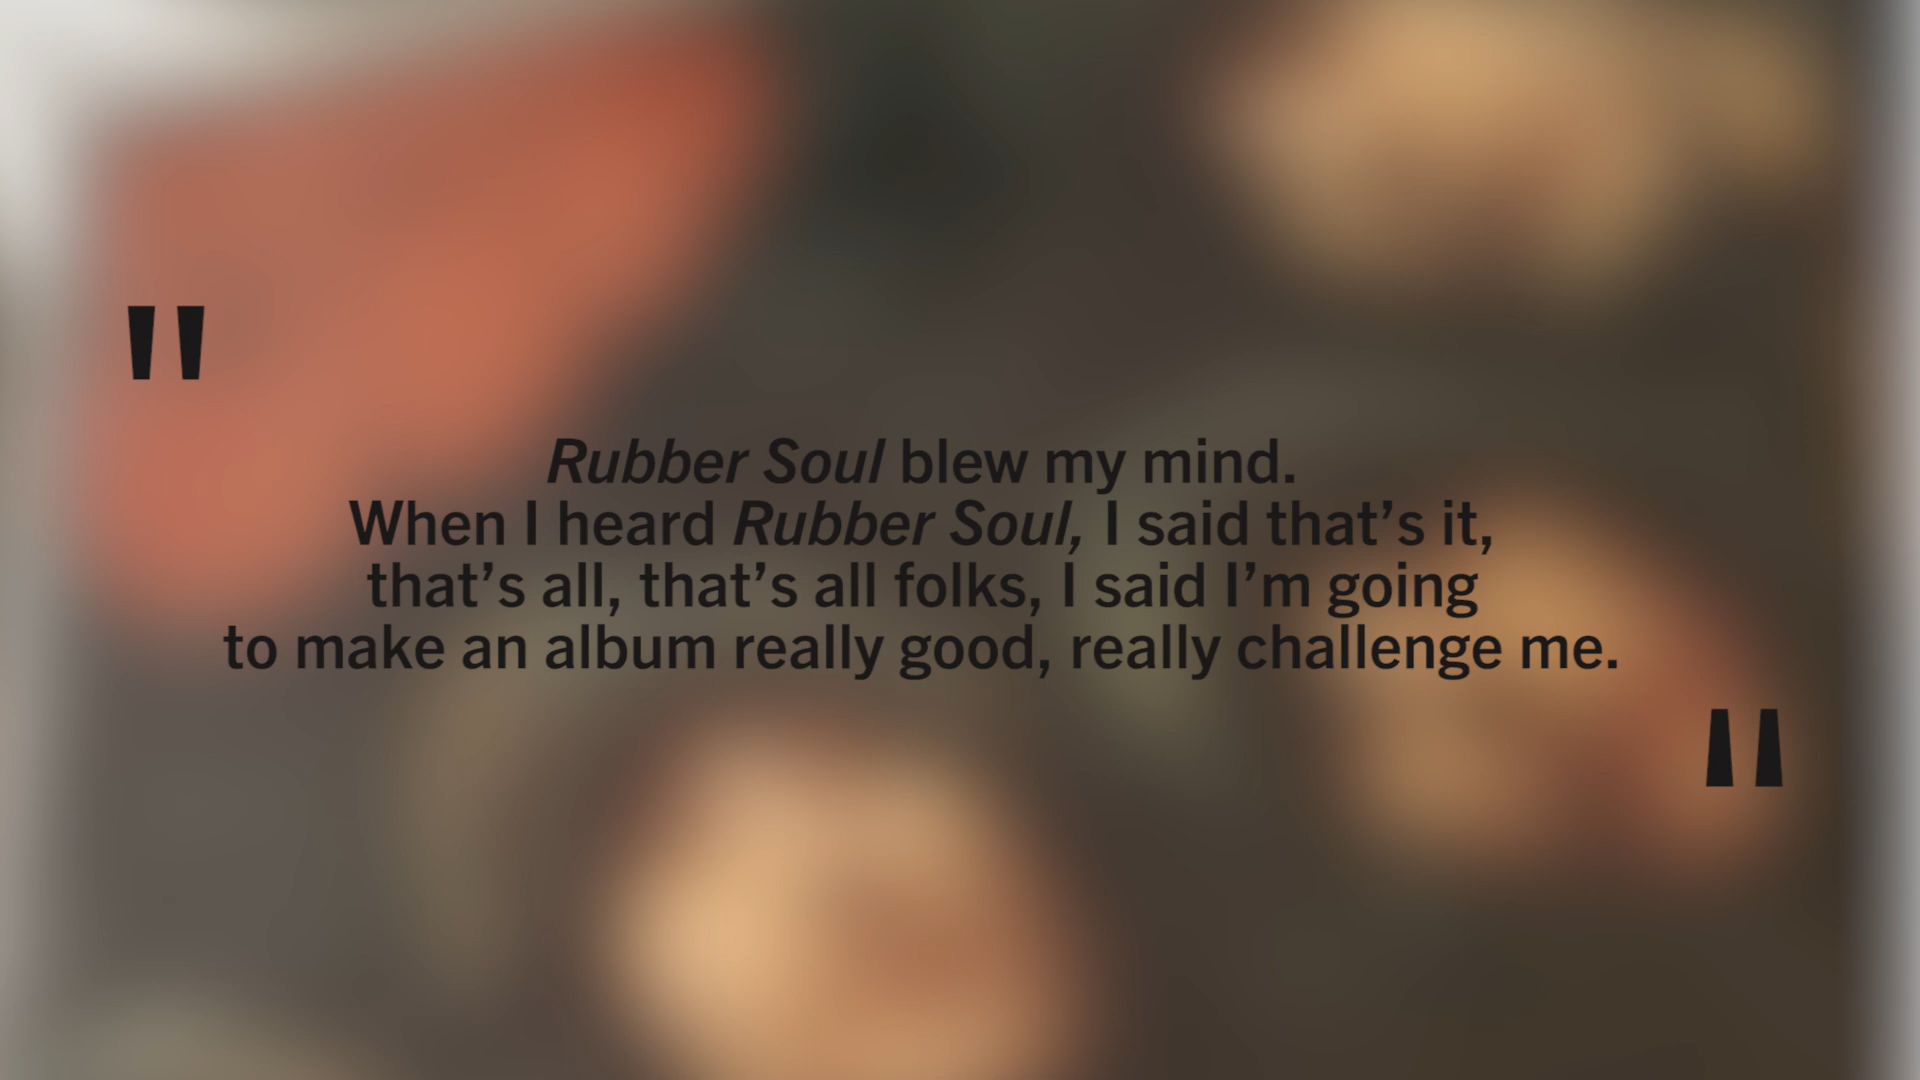 "
Rubber Soul blew my mind.
When I heard Rubber Soul, I said that’s it,
that’s all, that’s all folks, I said I’m going
to make an album really good, really challenge me.
"